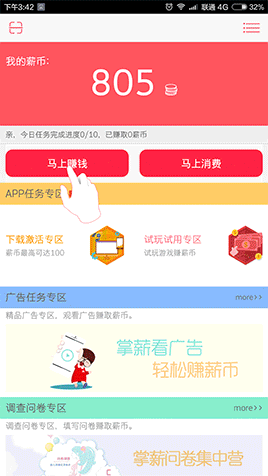 下午3:42 联通 4G 32%
我的薪币:
805
亲，今日任务完成进度0/10，已赚取0薪币
马上赚钱 马上消费
APP任务专区
下载激活专区 试玩试用专区
薪币最高可达100 试玩游戏赚薪币
广告任务专区 more>>
精品广告专区，观看广告赚取薪币。
掌薪看广告
轻松赚薪币
调查问卷专区 more>>
调查问卷专区，填写问卷赚取薪币。
掌薪问卷集中营